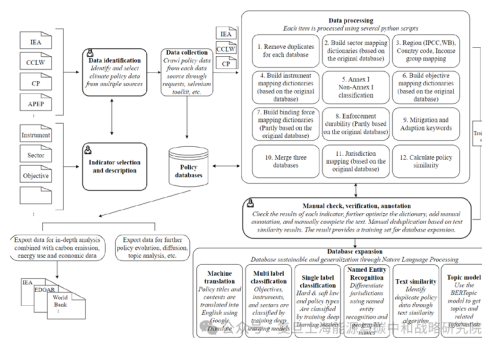 IEA
CCLW
CP
APEP
Instrument
Sector
Objective
Data identification
Identify and select
climate policy data
from multiple sources
Indicator selection
and description
Data collection
Crawl policy data
from each data
source through
requests, selenium
toolkit, etc.
Policy
databases
IEA
CCLW
CP
Data processing
Each item is processed using several python scripts
1. Remove duplicates
for each database
2. Build sector mapping
dictionaries (based on
the original database)
3. Region (IPCC,WB),
Country code, Income
group mapping
4. Build instrument
mapping dictionaries
(based on the original
database)
5. Annex I
Non-Annex I
classification
6. Build objective mapping
dictionaries (based on the
original database)
7. Build binding force
mapping dictionaries
(Partly based on the
original database)
8. Enforcement
durability (Partly based
on the original
database)
9. Mitigation and
Adaption keywords
10. Merge three
databases
11. Jurisdiction
mapping (based on the
original database)
12. Calculate policy
similarity
Manual check, verification, annotation
Check the results of each indicator, further optimize the dictionary, add manual
annotation, and manually complete the text. Manual deduplication based on text
similarity results. The result provides a training set for database expansion.
Export data for in-depth analysis
combined with carbon emission,
energy use and economic data
Export data for further
policy evolution, diffusion,
topic analysis, etc.
IEA
EDGAR
World
Bank
Database expansion
Database sustainable and generalization through Nature Language Processing
Machine
translation
Policy titles and
contents are
translated into
English using
Google
Multi label
classification
Objectives,
instruments,
and sectors are
classified by
training deep
learning models
Single label
classification
Hard & soft law
and policy types
Are classified
by training deep
learning models
Named Entity
Recognition
Differentiate
jurisdictions
using named
entity
recognition and
Text similarity
Identify
duplicate policy
data through
text similarity
algorithm
Topic model
Use the
BERTopic
model to get
topics and
related